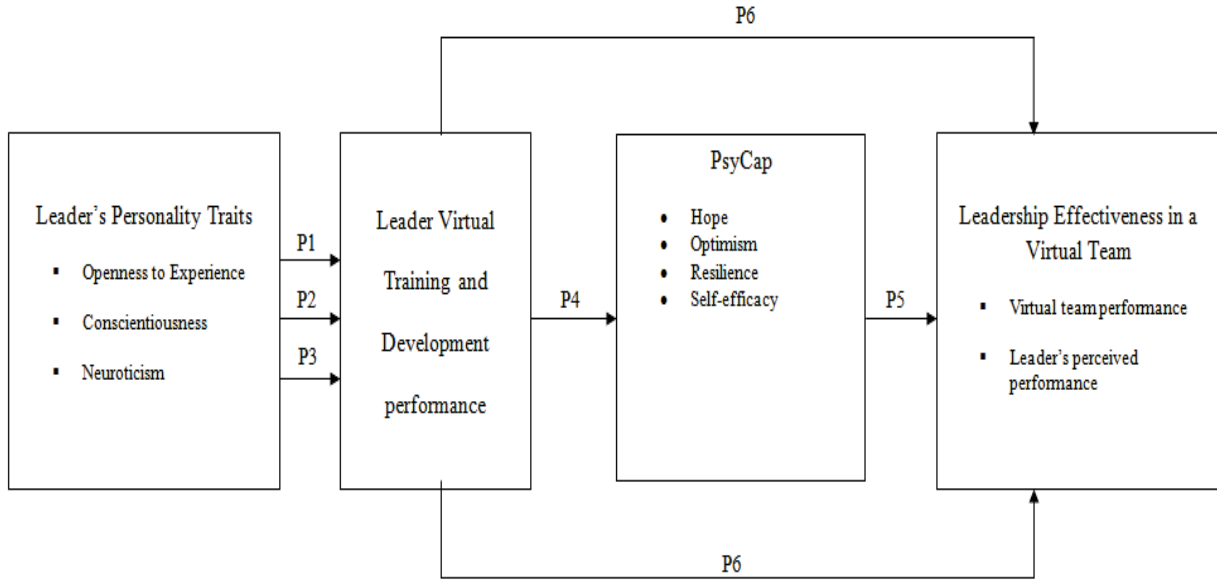 P6
Leader’s Personality Traits
▪ Openness to Experience
▪ Conscientiousness
▪ Neuroticism
P1
P2
P3
Leader Virtual
Training and
Development
performance
P4
PsyCap
• Hope
• Optimism
• Resilience
• Self-efficacy
P5
Leadership Effectiveness in a
Virtual Team
▪ Virtual team performance
▪ Leader’s perceived
performance
P6